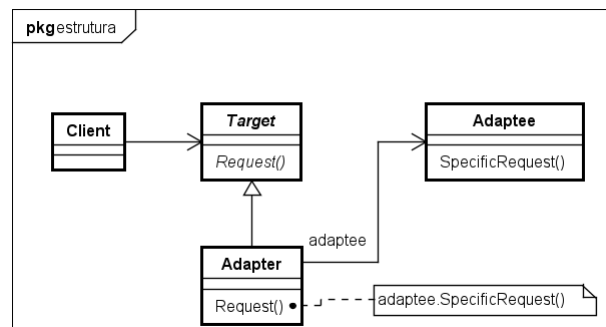 pkg estrutura
Client
Target
Request()
Adaptee
SpecificRequest()
adaptee
Adapter
Request()
adaptee.SpecificRequest()